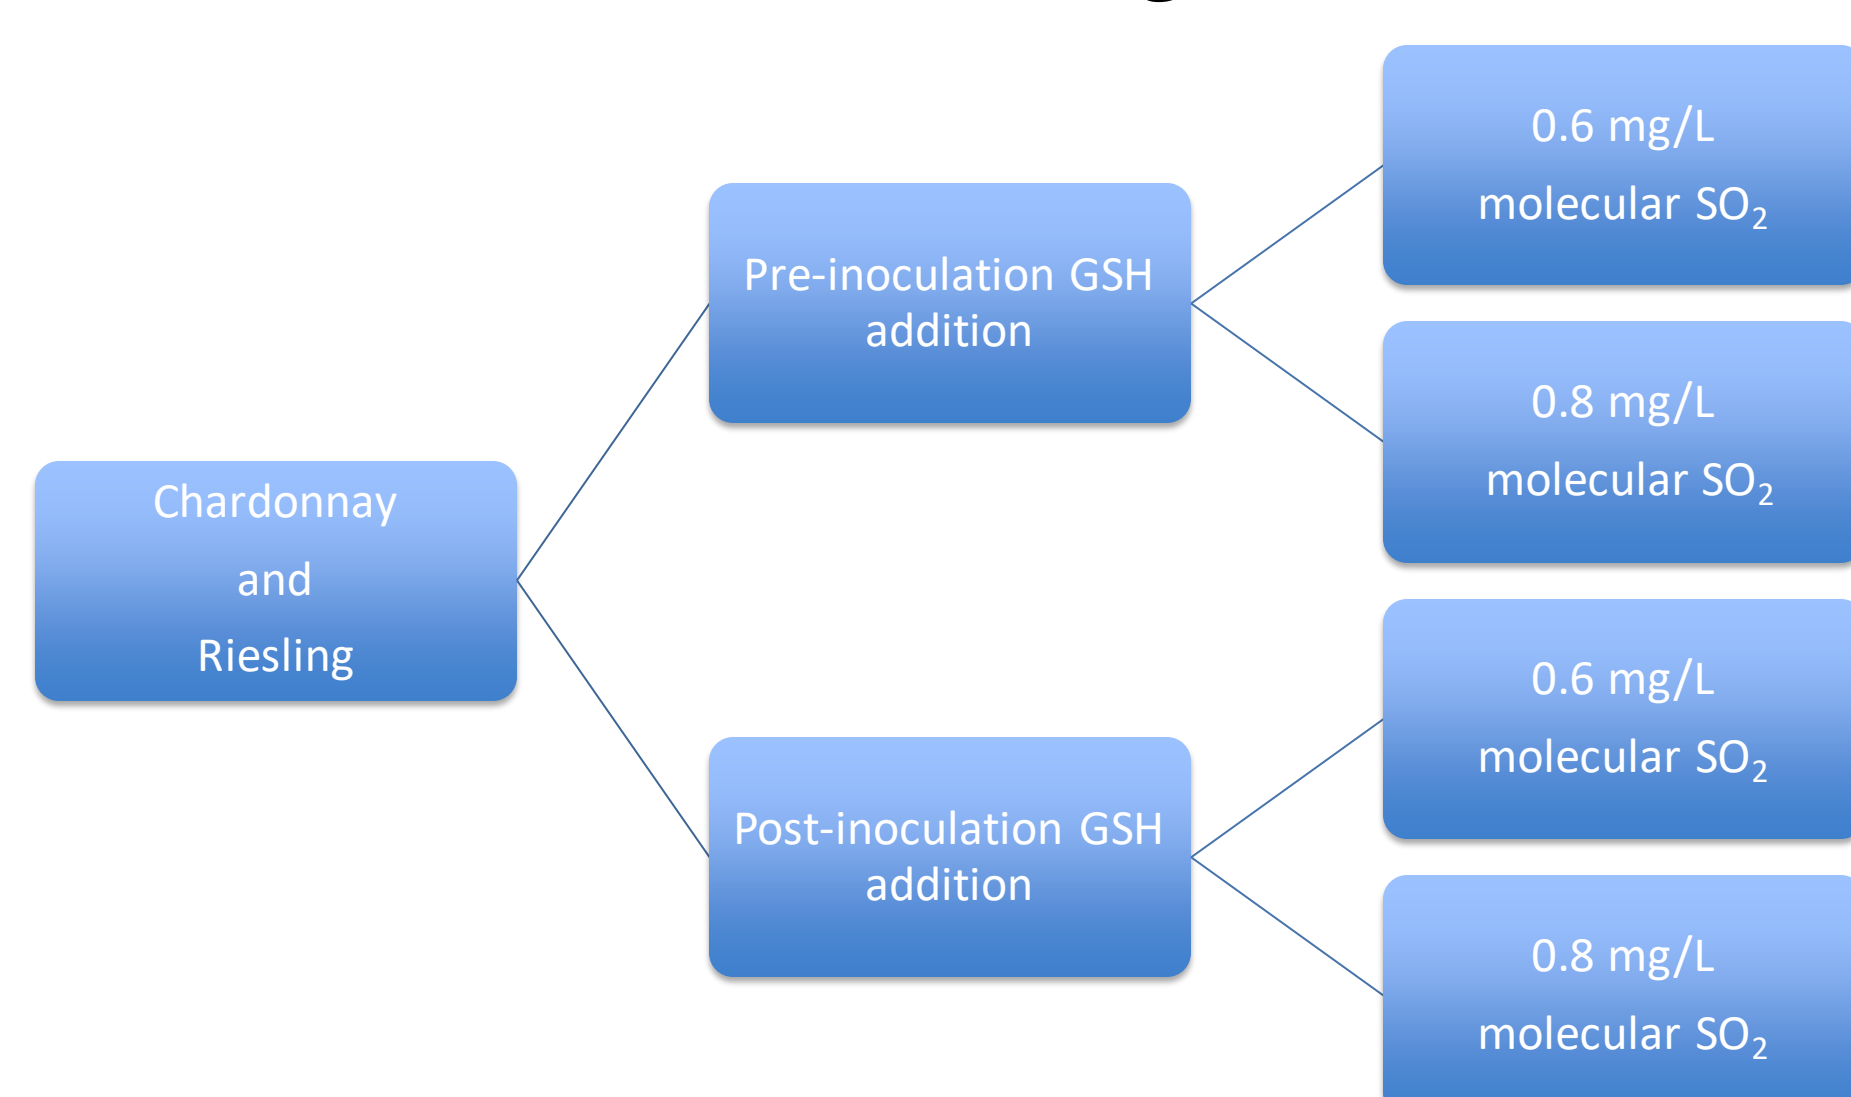 Chardonnay
and
Riesling
Pre-inoculation GSH
addition
Post-inoculation GSH
addition
0.6 mg/L
molecular SO₂
0.8 mg/L
molecular SO₂
0.6 mg/L
molecular SO₂
0.8 mg/L
molecular SO₂